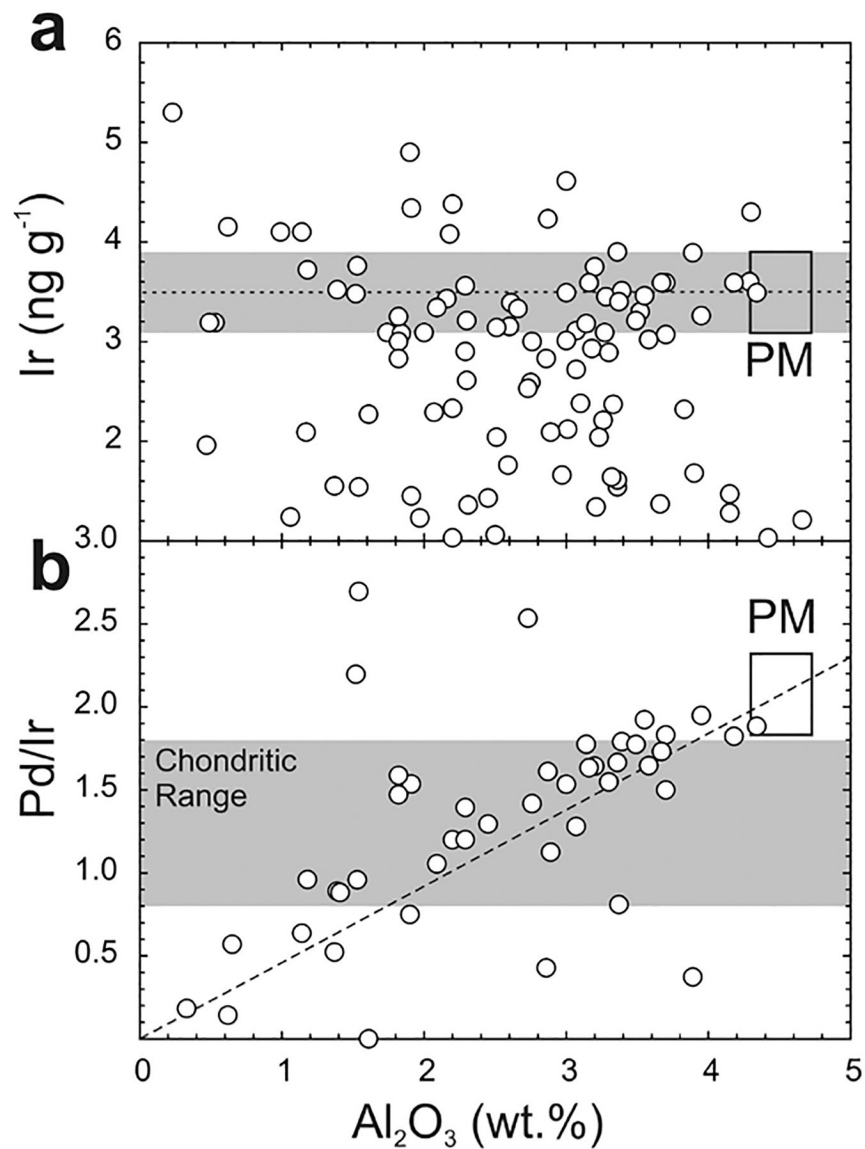 a
6
5
4
3
2
Ir (ng g⁻¹)
PM
b
3.0
2.5
2.0
1.5
1.0
0.5
Pd/Ir
PM
Chondritic
Range
0 1 2 3 4 5
Al₂O₃ (wt.%)